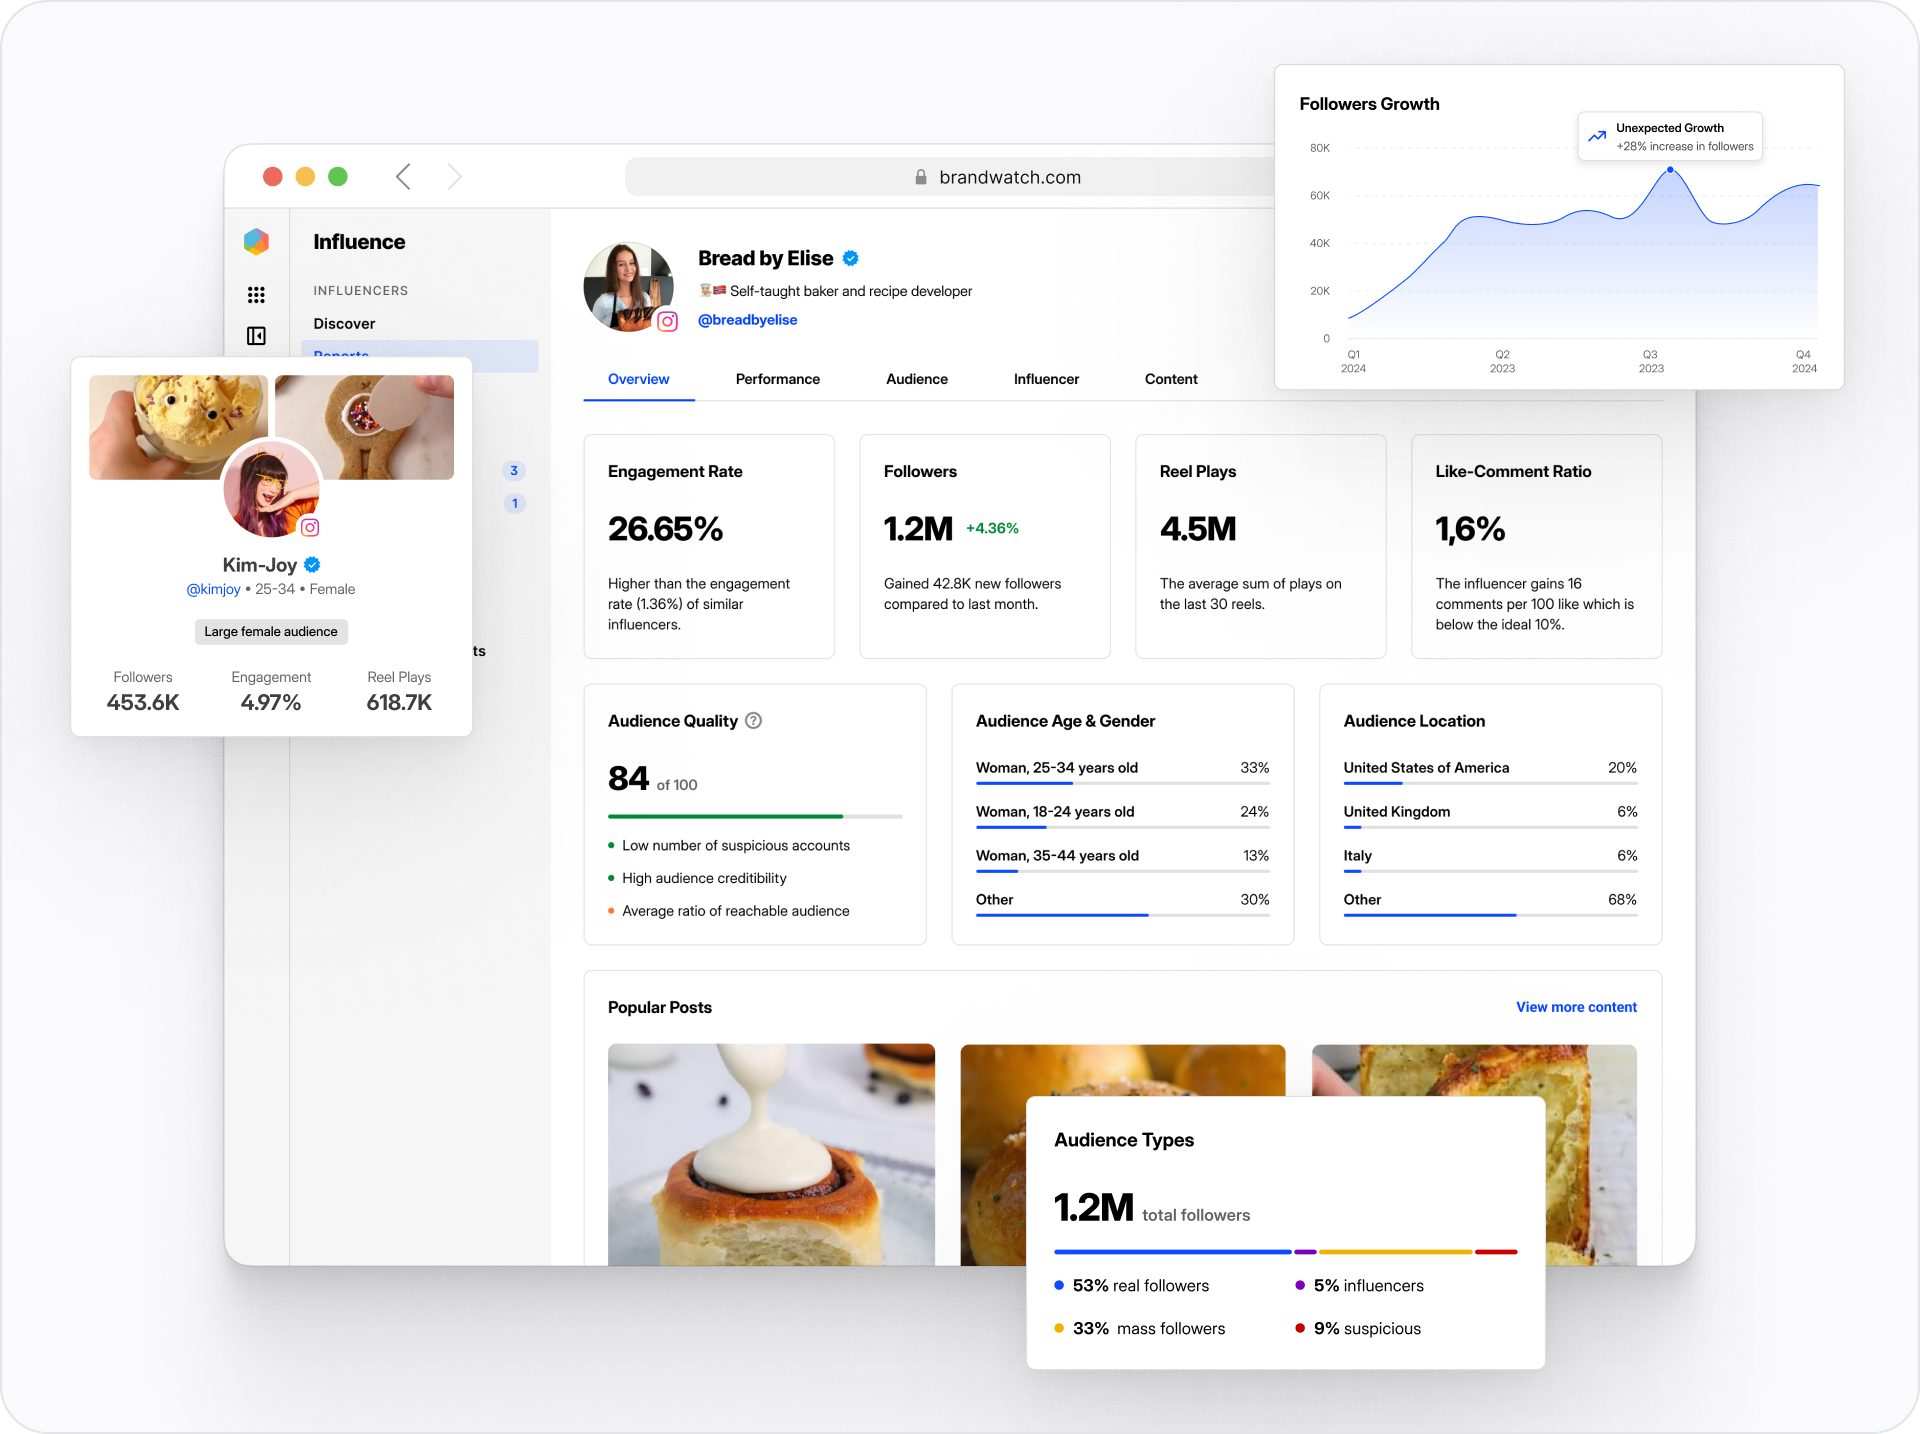 brandwatch.com
Influence
INFLUENCERS
Discover
Reports
3
1
ts
Bread by Elise
Self-taught baker and recipe developer
@breadbyelise
Overview Performance Audience Influencer Content
Engagement Rate
26.65%
Higher than the engagement
rate (1.36%) of similar
influencers.
Followers
1.2M +4.36%
Gained 42.8K new followers
compared to last month.
Reel Plays
4.5M
The average sum of plays on
the last 30 reels.
Like-Comment Ratio
1,6%
The influencer gains 16
comments per 100 like which is
below the ideal 10%.
Audience Quality ?
84 of 100
Low number of suspicious accounts
High audience creditibility
Average ratio of reachable audience
Audience Age & Gender
Woman, 25-34 years old 33%
Woman, 18-24 years old 24%
Woman, 35-44 years old 13%
Other 30%
Audience Location
United States of America 20%
United Kingdom 6%
Italy 6%
Other 68%
Popular Posts
View more content
Followers Growth
Unexpected Growth
+28% increase in followers
80K
60K
40K
20K
0
Q1 Q2 Q3 Q4
2024 2023 2023 2024
Kim-Joy
@kimjoy • 25-34 • Female
Large female audience
Followers Engagement Reel Plays
453.6K 4.97% 618.7K
Audience Types
1.2M total followers
53% real followers 5% influencers
33% mass followers 9% suspicious